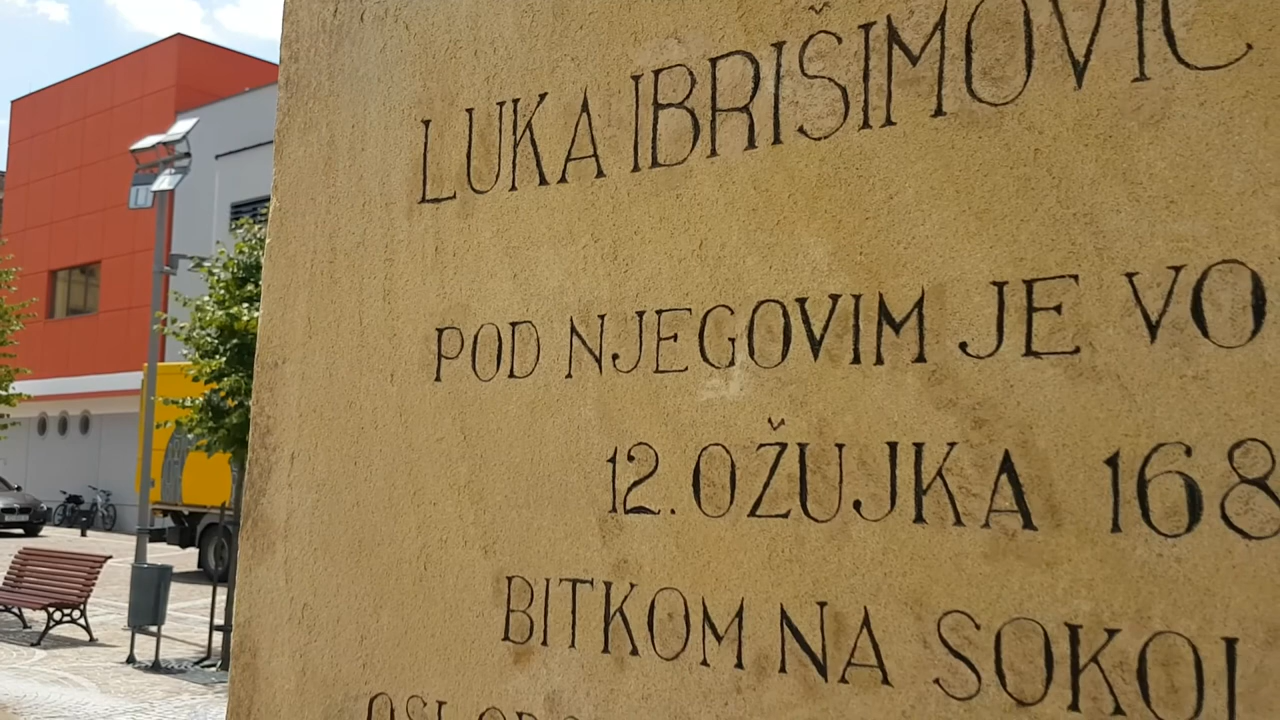 LUKA IBRIŠIMOVIĆ
POD NJEGOVIM JE VO
12. OŽUJKA 168
BITKOM NA SOKOL